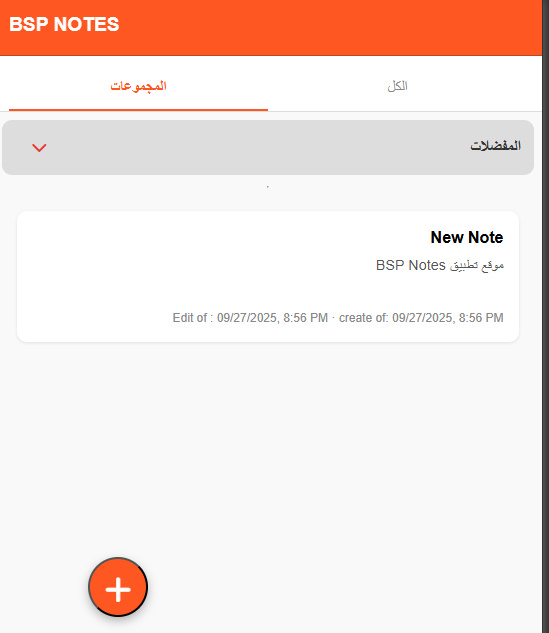 BSP NOTES
الكل
المجموعات
المفضلات
New Note
موقع تطبيق BSP Notes
Edit of : 09/27/2025, 8:56 PM · create of: 09/27/2025, 8:56 PM